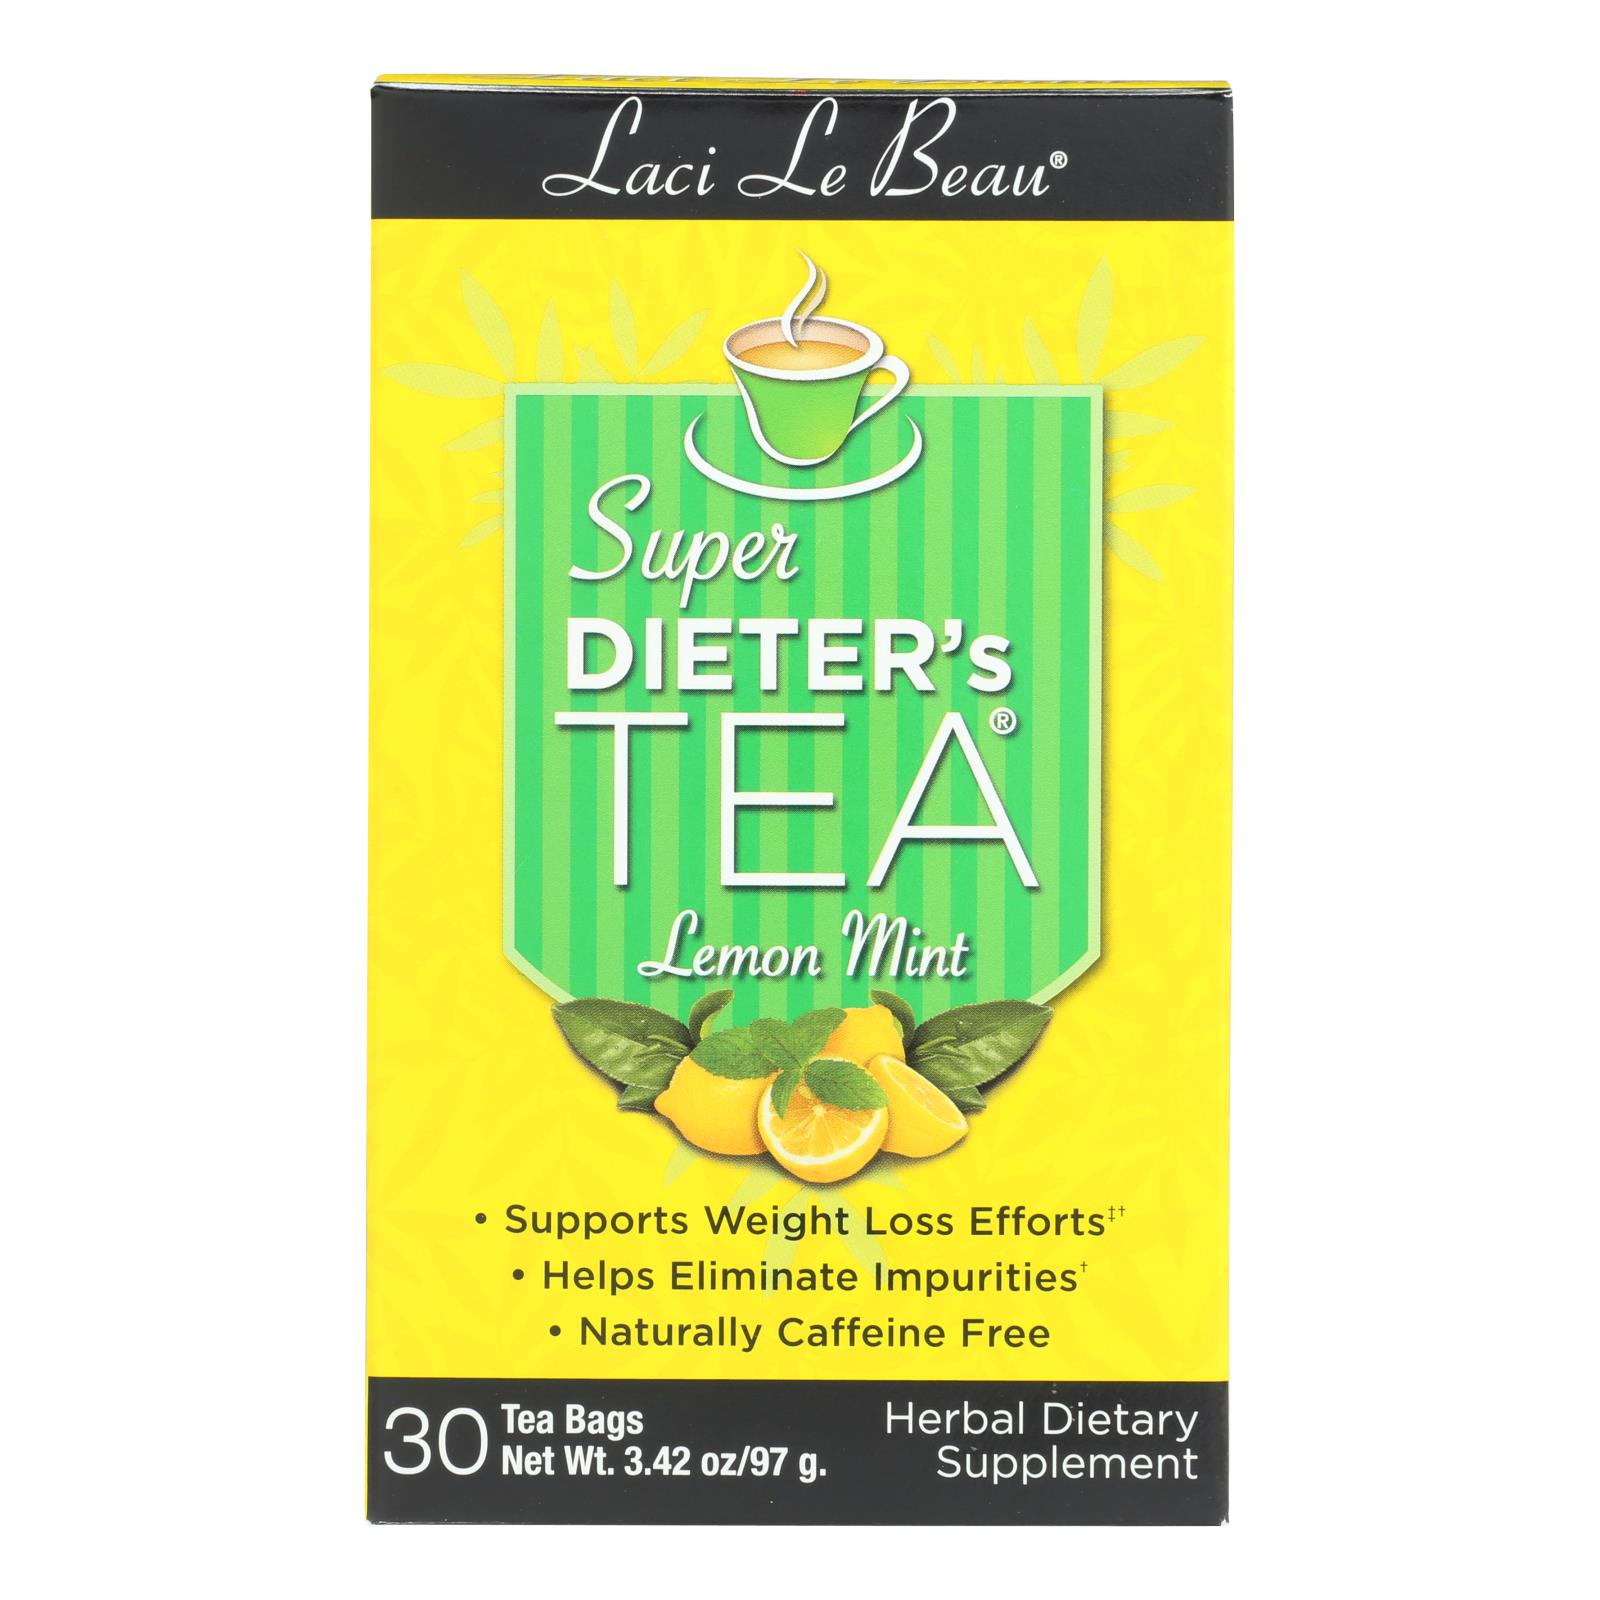 Laci Le Beau®
Super
DIETER's
TEA®
Lemon Mint
• Supports Weight Loss Efforts‡†
• Helps Eliminate Impurities†
• Naturally Caffeine Free
30 Tea Bags
Net Wt. 3.42 oz/97 g.
Herbal Dietary
Supplement